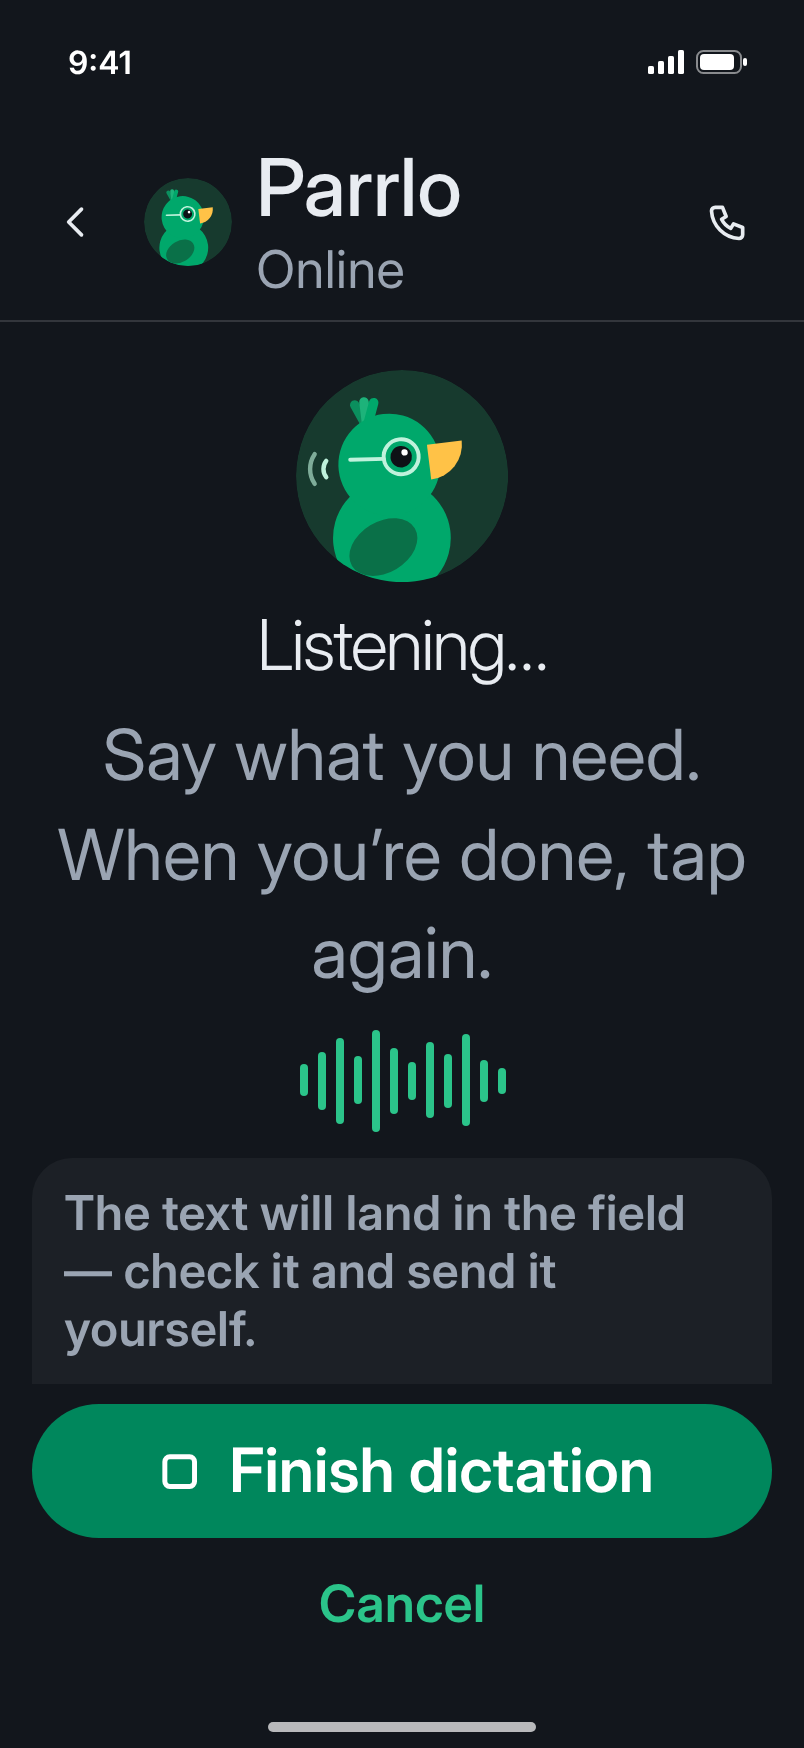 9:41
Parrlo
Online
Listening...
Say what you need.
When you’re done, tap
again.
The text will land in the field
— check it and send it
yourself.
Finish dictation
Cancel